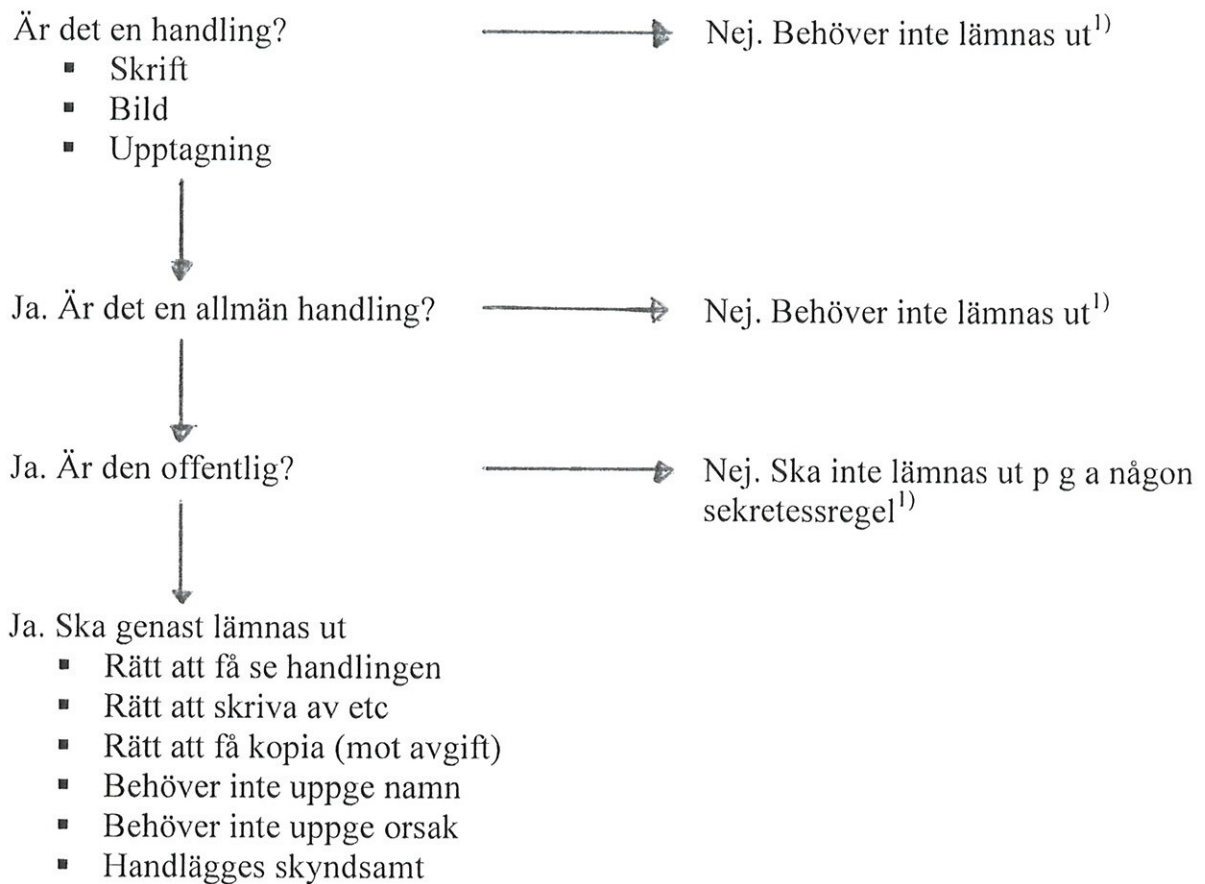 Är det en handling? Nej. Behöver inte lämnas ut1)
▪ Skrift
▪ Bild
▪ Upptagning
Ja. Är det en allmän handling? Nej. Behöver inte lämnas ut1)
Ja. Är den offentlig? Nej. Ska inte lämnas ut p g a någon
sekretessregel1)
Ja. Ska genast lämnas ut
▪ Rätt att få se handlingen
▪ Rätt att skriva av etc
▪ Rätt att få kopia (mot avgift)
▪ Behöver inte uppge namn
▪ Behöver inte uppge orsak
▪ Handlägges skyndsamt